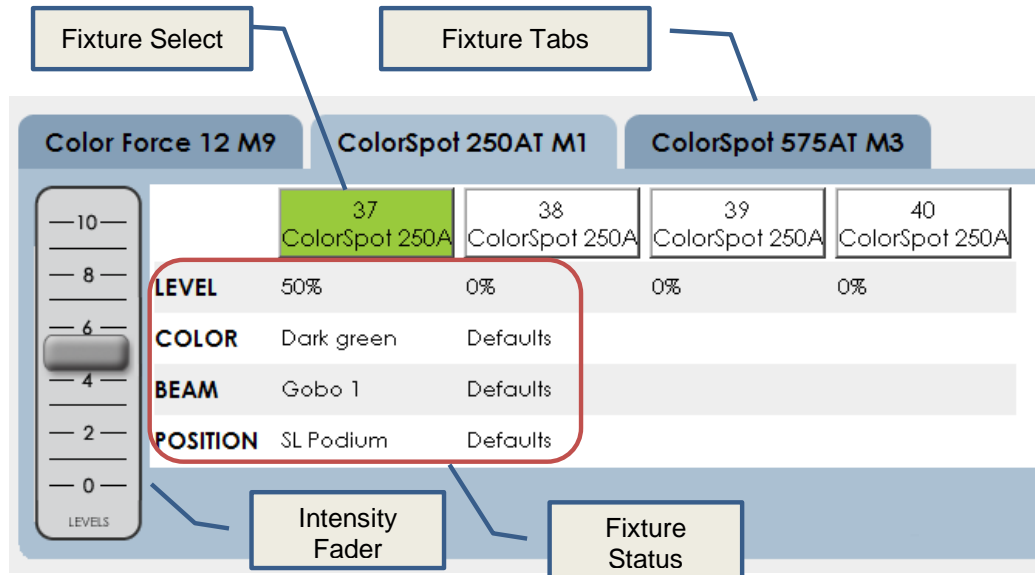 Fixture Select
Fixture Tabs
Color Force 12 M9 ColorSpot 250AT M1 ColorSpot 575AT M3
37 38 39 40
ColorSpot 250A ColorSpot 250A ColorSpot 250A ColorSpot 250A
10
8
6
4
2
0
LEVELS
LEVEL 50% 0% 0% 0%
COLOR Dark green Defaults
BEAM Gobo 1 Defaults
POSITION SL Podium Defaults
Intensity
Fader
Fixture
Status